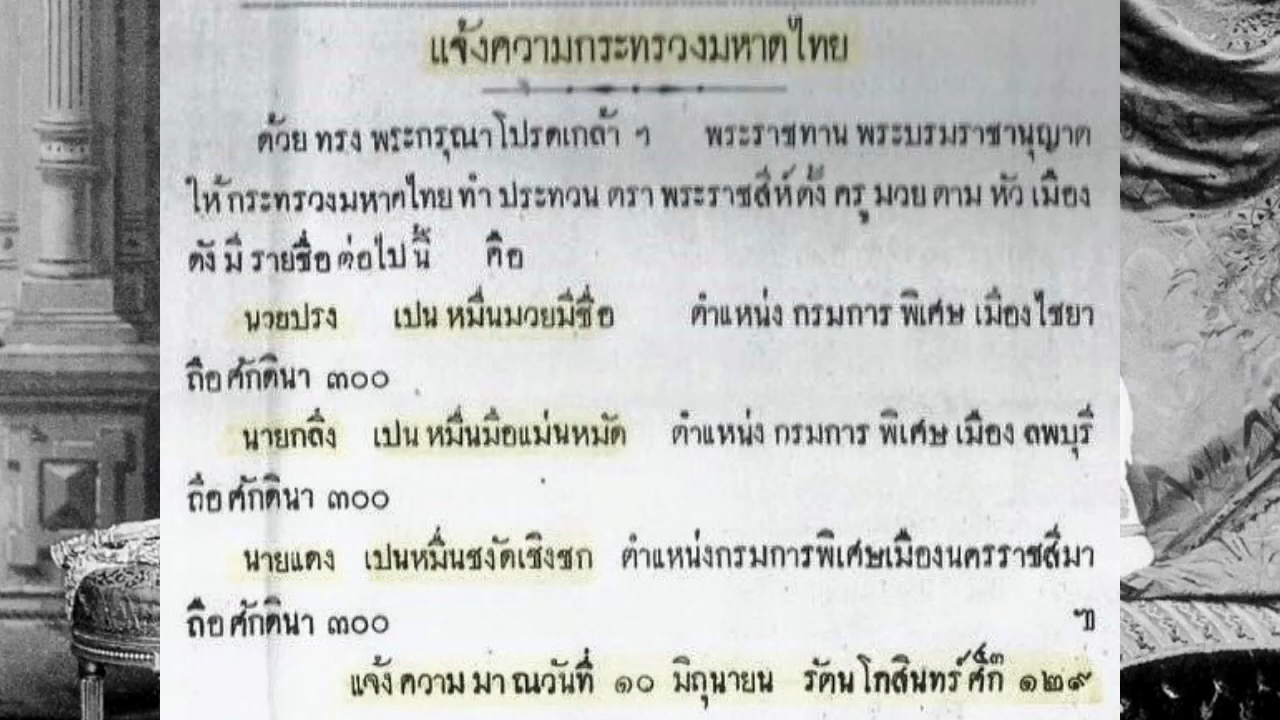 แจ้งความกระทรวงมหาดไทย
ด้วย ทรง พระกรุณาโปรดเกล้า ฯ พระราชทาน พระบรมราชานุญาต
ให้กระทรวงมหาดไทย ทำ ประทวน ตรา พระราชสีห์ตั้ง ครู มวย ตาม หัว เมือง
ดัง มี รายชื่อ ต่อไป นี้ คือ
นายปรง เปน หมื่นมวยมีชื่อ ตำแหน่ง กรมการ พิเศษ เมืองไชยา
ถือ ศักดินา ๓๐๐
นายกลึง เปน หมื่นมือแม่นหมัด ตำแหน่ง กรมการ พิเศษ เมือง ลพบุรี
ถือ ศักดินา ๓๐๐
นายแดง เปนหมื่นชงัดเชิงชก ตำแหน่งกรมการพิเศษเมืองนครราชสีมา
ถือ ศักดินา ๓๐๐
แจ้ง ความ มา ณวันที่ ๑๐ มิถุนายน รัตนโกสินทร์ ศก ๔๓ ๑๒๙